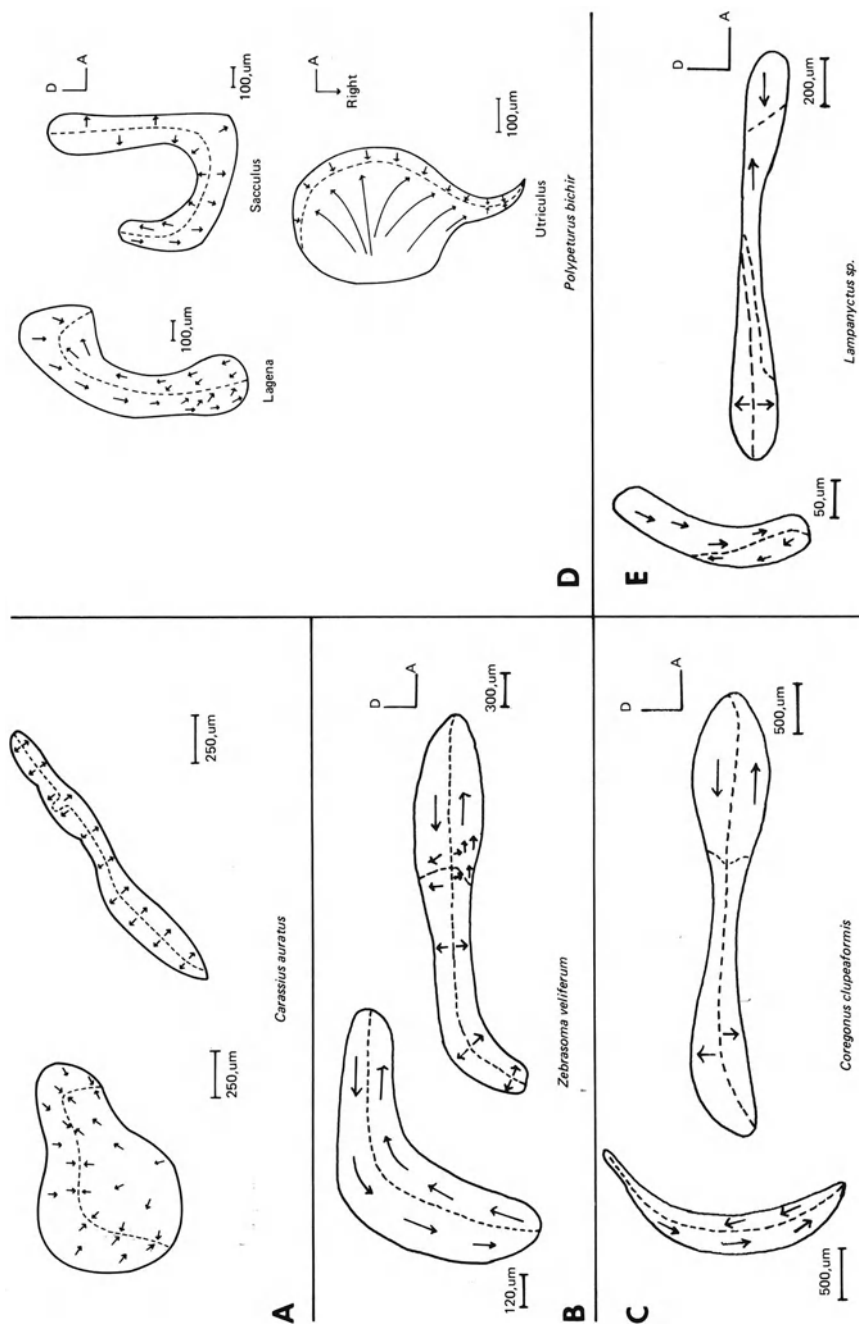 A
250,um
250,um
Carassius auratus
B
120,um
D
A
300,um
Zebrasoma veliferum
C
500,um
D
A
500,um
Coregonus clupeaformis
D
100,um
Lagena
D
A
100,um
Sacculus
A
Right
100,um
Utriculus
Polypeturus bichir
E
50,um
D
A
200,um
Lampanyctus sp.